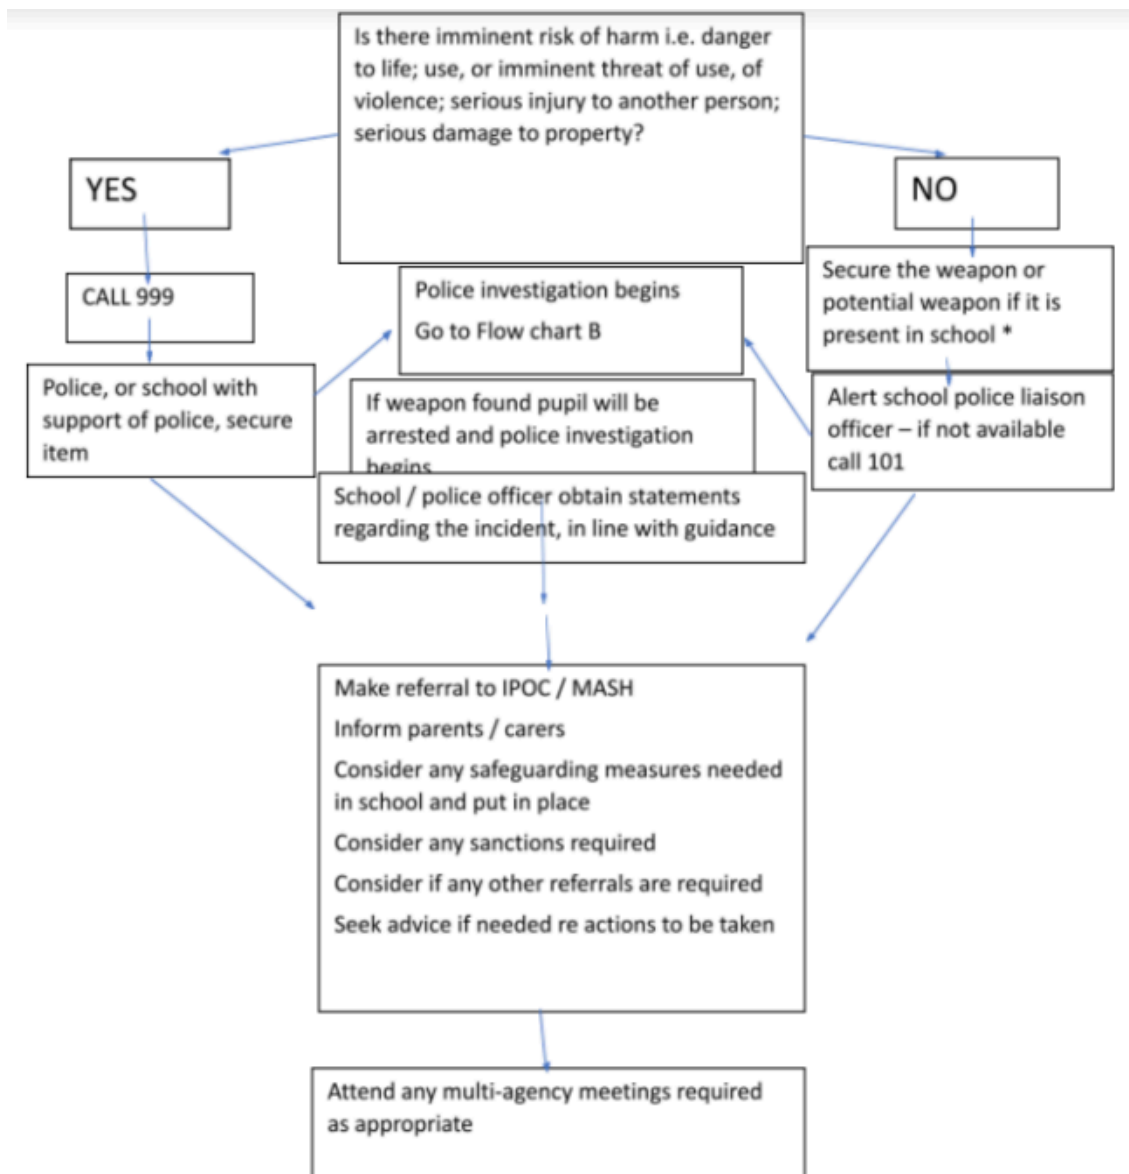 Is there imminent risk of harm i.e. danger
to life; use, or imminent threat of use, of
violence; serious injury to another person;
serious damage to property?
YES
NO
CALL 999
Police investigation begins
Go to Flow chart B
Secure the weapon or
potential weapon if it is
present in school *
Police, or school with
support of police, secure
item
If weapon found pupil will be
arrested and police investigation
begins
Alert school police liaison
officer – if not available
call 101
School / police officer obtain statements
regarding the incident, in line with guidance
Make referral to IPOC / MASH
Inform parents / carers
Consider any safeguarding measures needed
in school and put in place
Consider any sanctions required
Consider if any other referrals are required
Seek advice if needed re actions to be taken
Attend any multi-agency meetings required
as appropriate